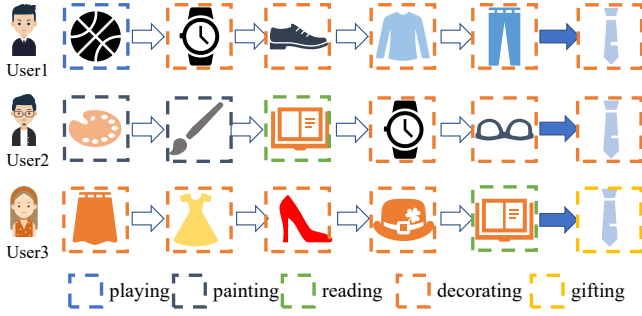 User1
User2
User3
playing painting reading decorating gifting